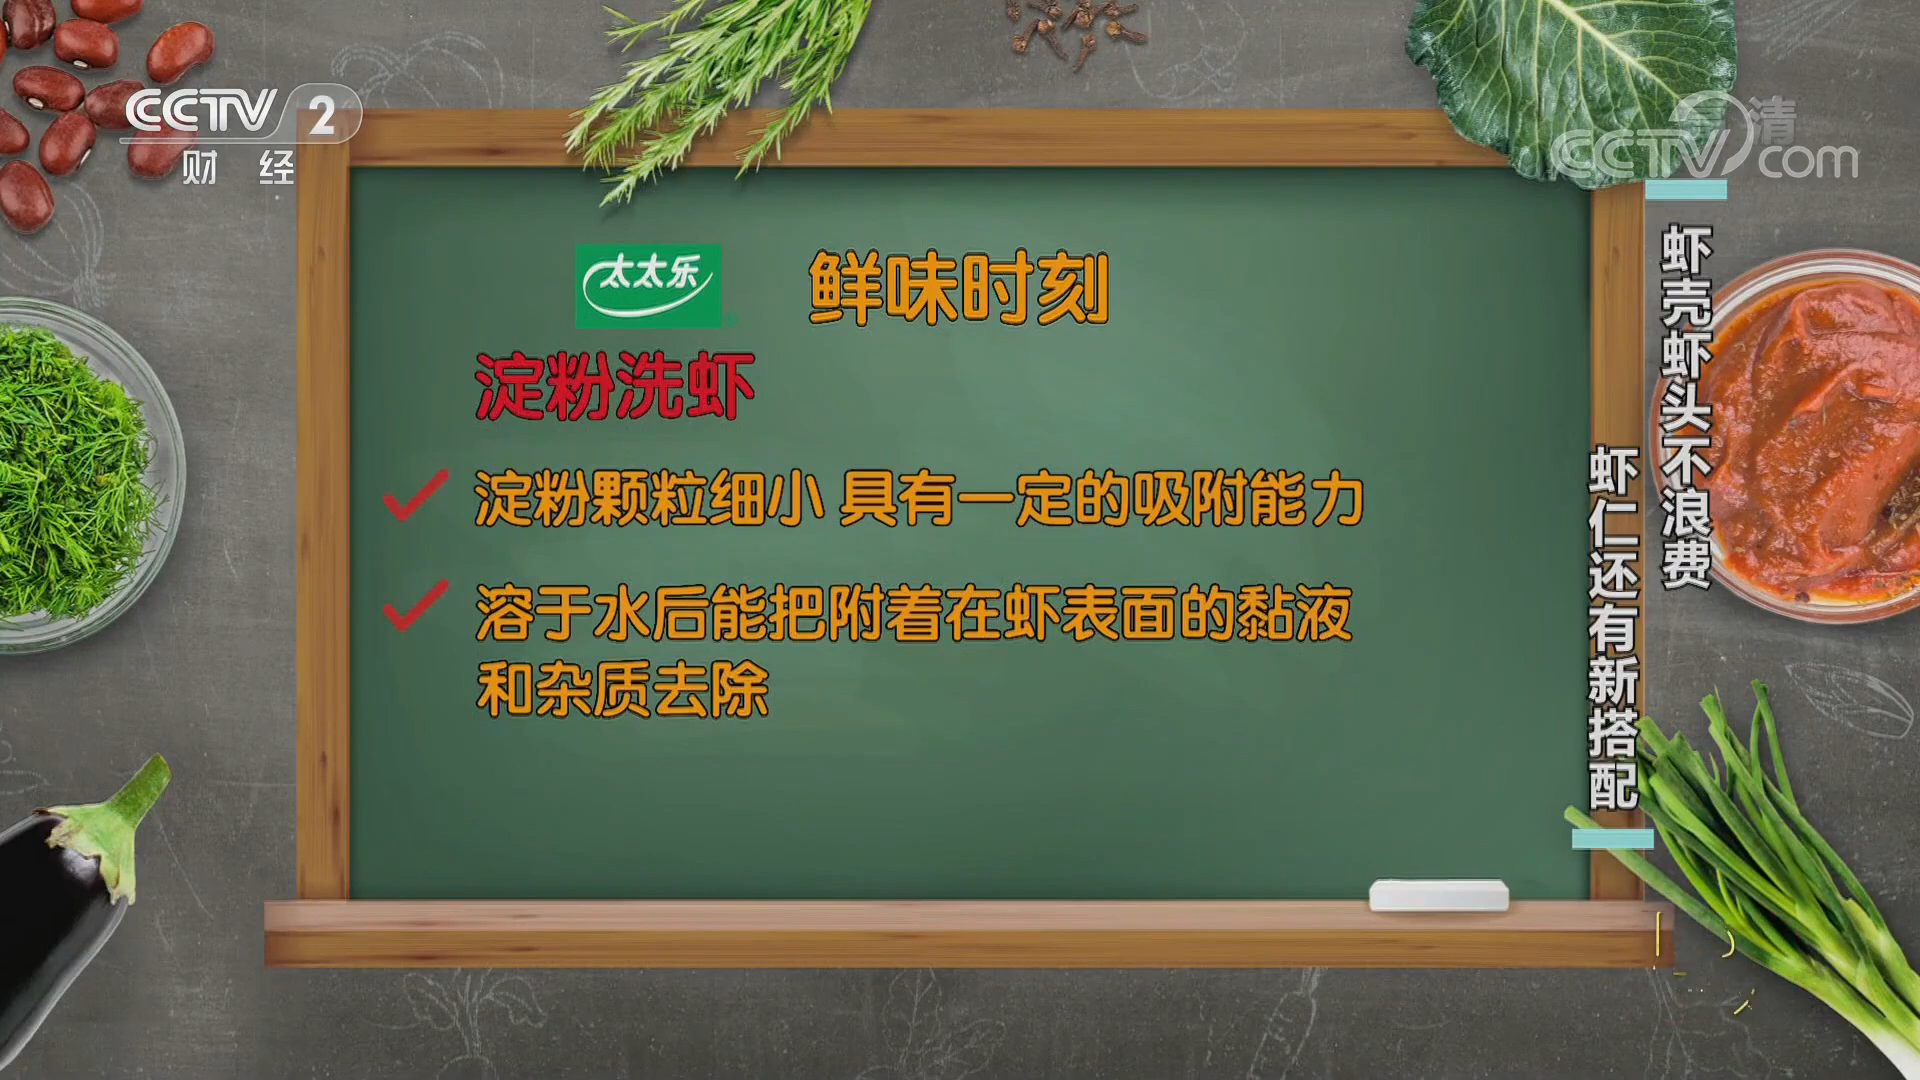 CCTV 2
财经
CCTV.com
太太乐
鲜味时刻
淀粉洗虾
淀粉颗粒细小 具有一定的吸附能力
溶于水后能把附着在虾表面的黏液
和杂质去除
虾壳虾头不浪费
虾仁还有新搭配